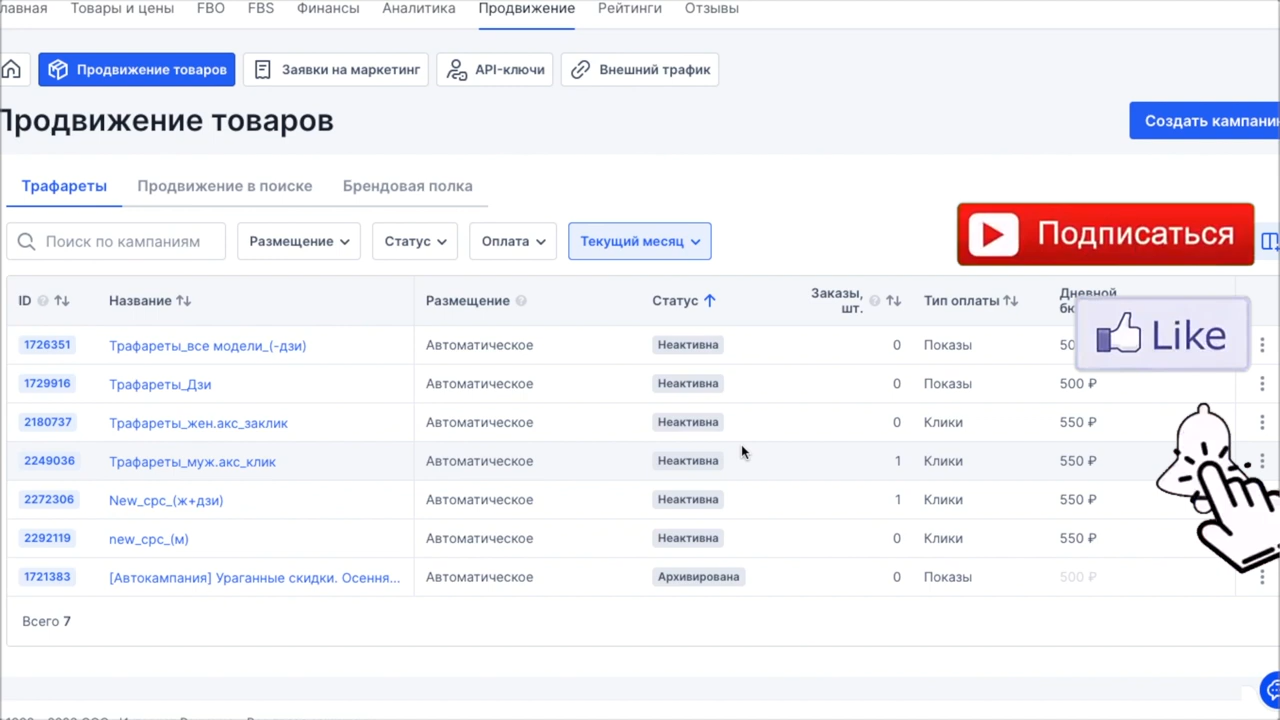 лавная Товары и цены FBO FBS Финансы Аналитика Продвижение Рейтинги Отзывы
Продвижение товаров Заявки на маркетинг API-ключи Внешний трафик
Продвижение товаров
Создать кампани
Трафареты Продвижение в поиске Брендовая полка
Подписаться
Поиск по кампаниям Размещение Статус Оплата Текущий месяц
ID Название Размещение Статус Заказы, шт. Тип оплаты Дневной
Like
1726351 Трафареты_все модели_(-дзи) Автоматическое Неактивна 0 Показы
1729916 Трафареты_Дзи Автоматическое Неактивна 0 Показы 500 ₽
2180737 Трафареты_жен.акс_заклик Автоматическое Неактивна 0 Клики 550 ₽
2249036 Трафареты_муж.акс_клик Автоматическое Неактивна 1 Клики 550 ₽
2272306 New_cpc_(ж+дзи) Автоматическое Неактивна 1 Клики 550 ₽
2292119 new_cpc_(м) Автоматическое Неактивна 0 Клики 550 ₽
1721383 [Автокампания] Ураганные скидки. Осення... Автоматическое Архивирована 0 Показы 500 ₽
Всего 7